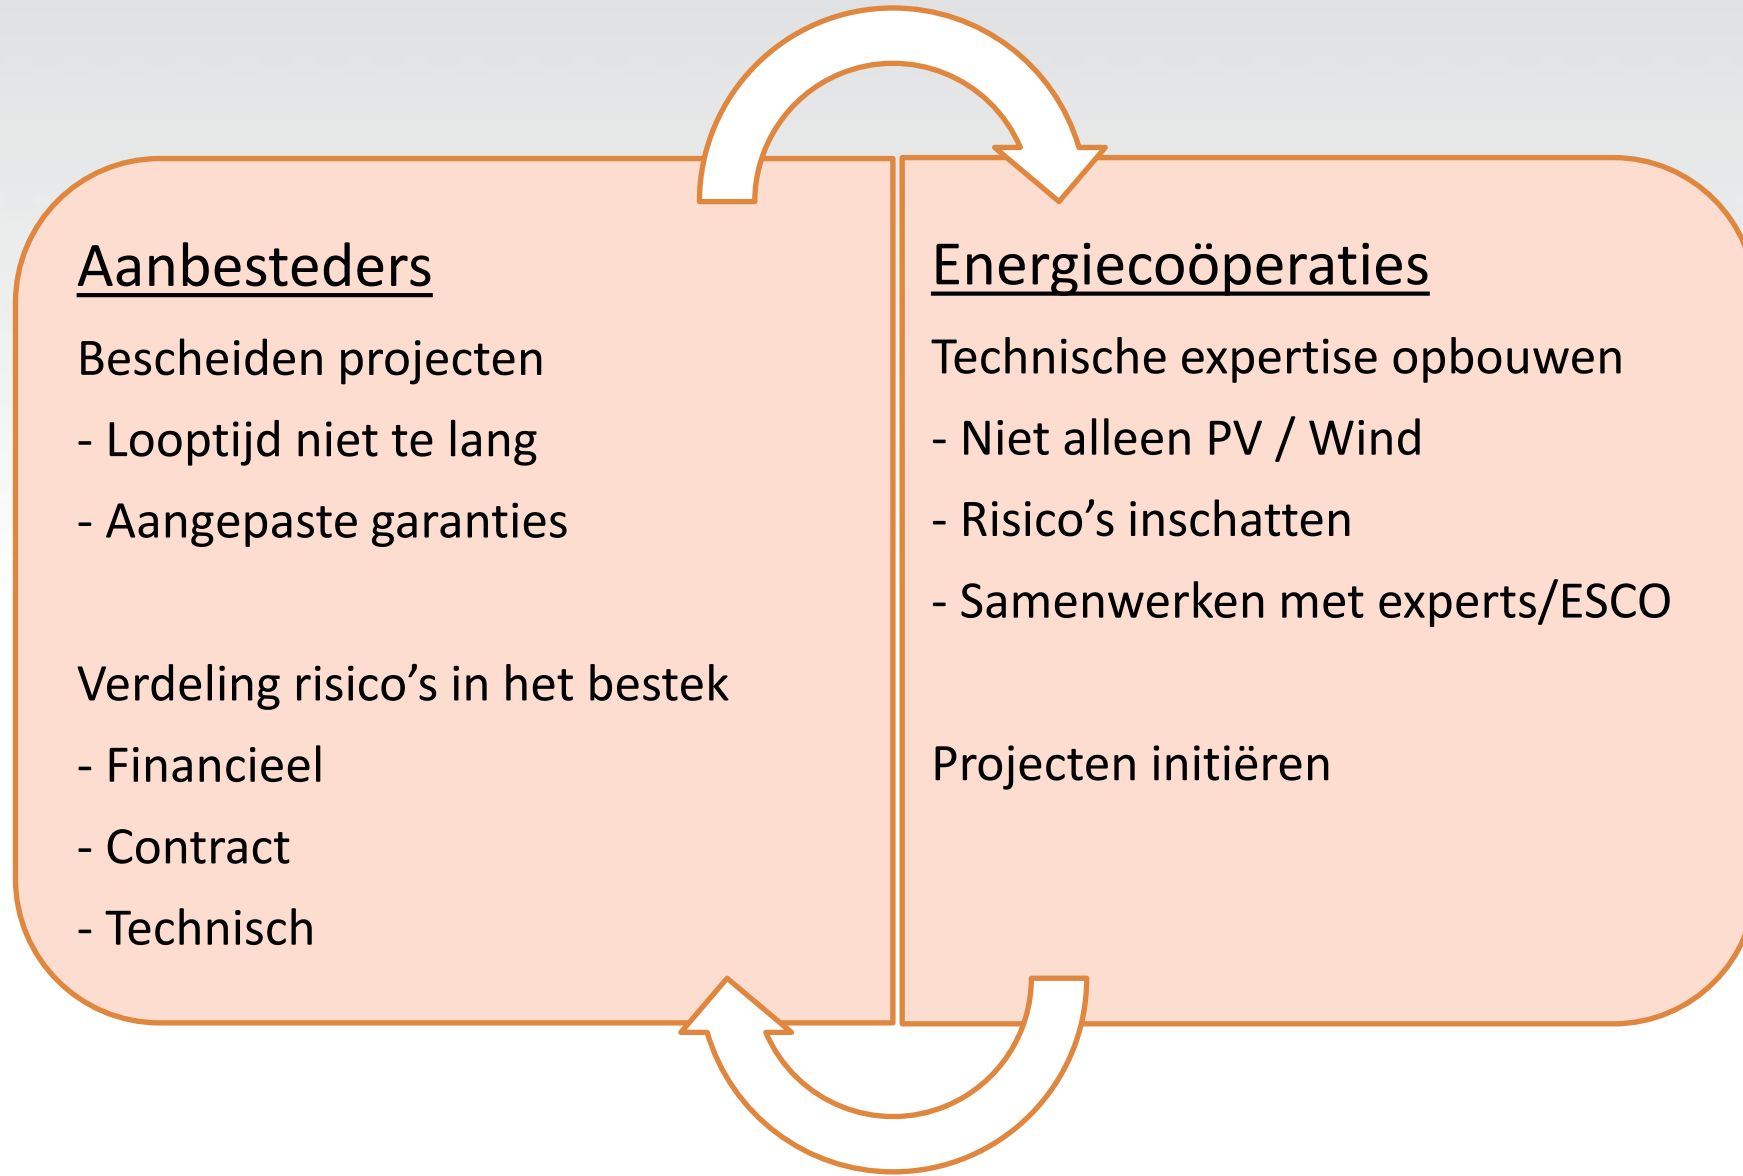 Aanbesteders
Bescheiden projecten
- Looptijd niet te lang
- Aangepaste garanties
Verdeling risico’s in het bestek
- Financieel
- Contract
- Technisch
Energiecoöperaties
Technische expertise opbouwen
- Niet alleen PV / Wind
- Risico’s inschatten
- Samenwerken met experts/ESCO
Projecten initiëren